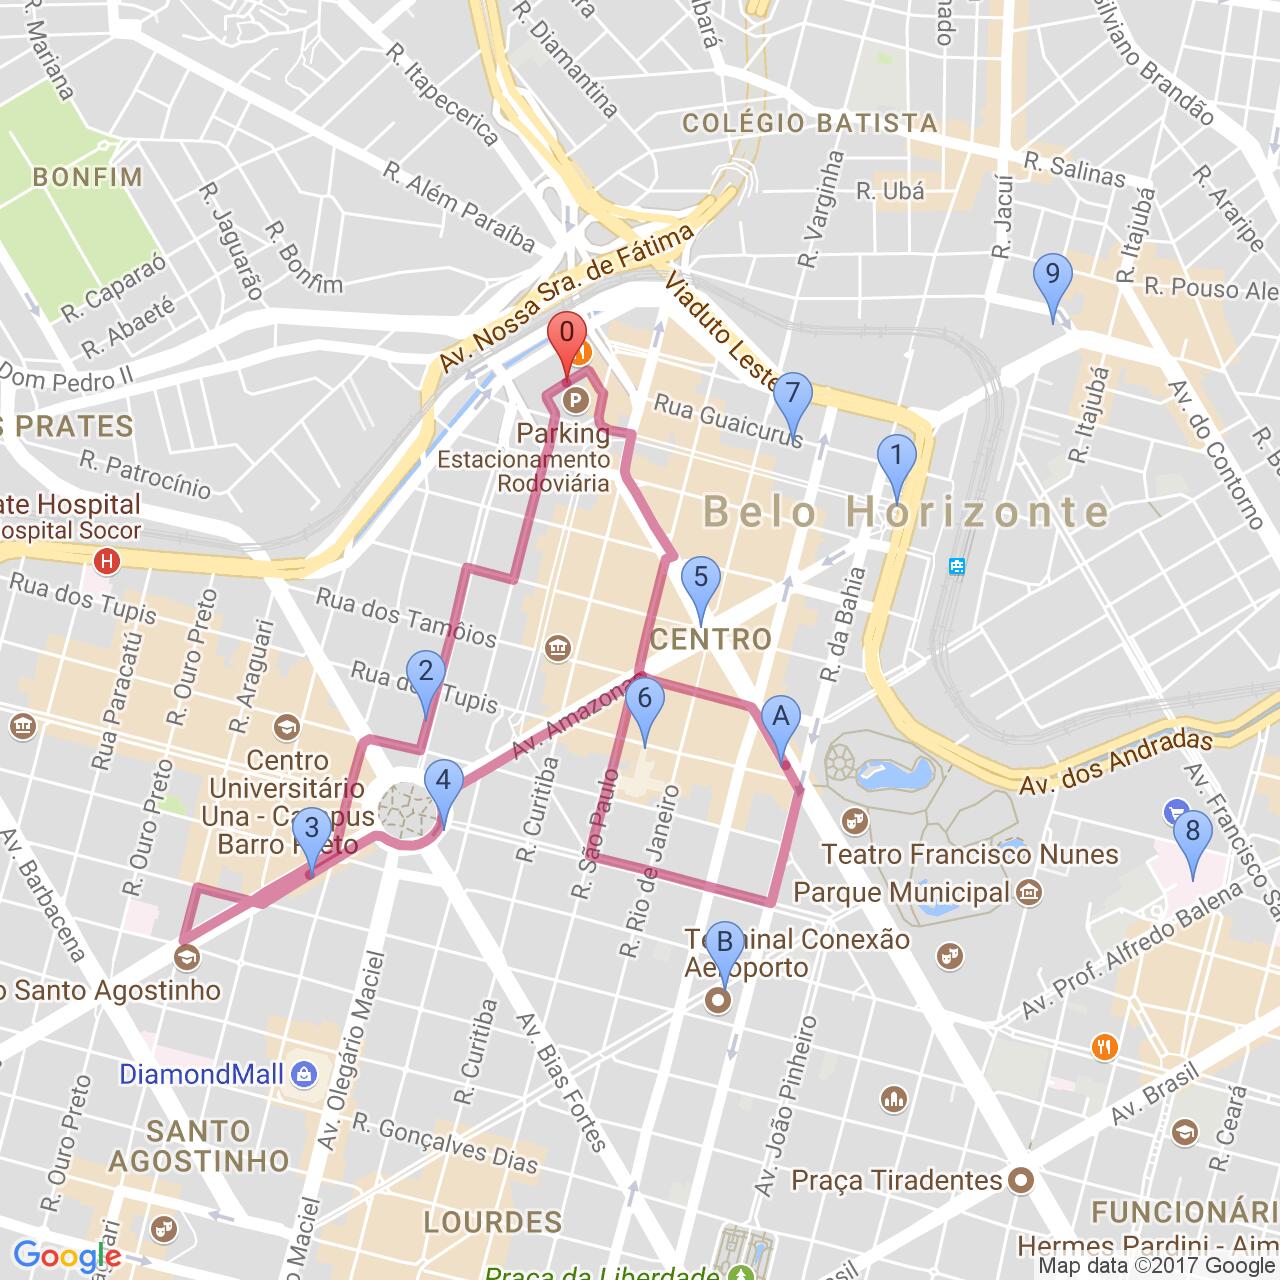 R. Mariana
R. Itapecerica
R. Diamantina
COLÉGIO BATISTA
Silviano Brandão
BONFIM
R. Além Paraíba
R. Salinas
R. Ubá
R. Varginha
R. Jacuí
R. Itajubá
R. Araripe
R. Jaguarão
R. Bonfim
R. Caparaó
R. Abaeté
Av. Nossa Sra. de Fátima
Viaduto Leste
9
R. Pouso Ale
0
Dom Pedro II
7
Rua Guaicurus
R. Itajubá
Av. do Contorno
S PRATES
R. Patrocínio
P
Parking
Estacionamento
Rodoviária
1
Belo Horizonte
ate Hospital
ospital Socor
H
Rua dos Tupis
R. Ouro Preto
R. Araguari
Rua Paracatu
Rua dos Tamóios
5
CENTRO
R. da Bahia
2
Rua dos Tupis
6
A
Av. Amazonas
Av. dos Andradas
Centro
Universitário
Una - Campus
Barro Preto
3
4
R. Curitiba
R. São Paulo
R. Rio de Janeiro
R. Ouro Preto
Av. Barbacena
8
Av. Francisco Sa
Teatro Francisco Nunes
Parque Municipal
Av. Prof. Alfredo Balena
B
Terminal Conexão
Aeroporto
o Santo Agostinho
R. Curitiba
Av. Bias Fortes
Av. Olegário Maciel
DiamondMall
Av. João Pinheiro
Av. Brasil
R. Ceará
R. Ouro Preto
SANTO
AGOSTINHO
R. Gonçalves Dias
Praça Tiradentes
LOURDES
FUNCIONÁRI
Hermes Pardini - Aim
Maciel
Google
Praça da Liberdade
Map data ©2017 Google